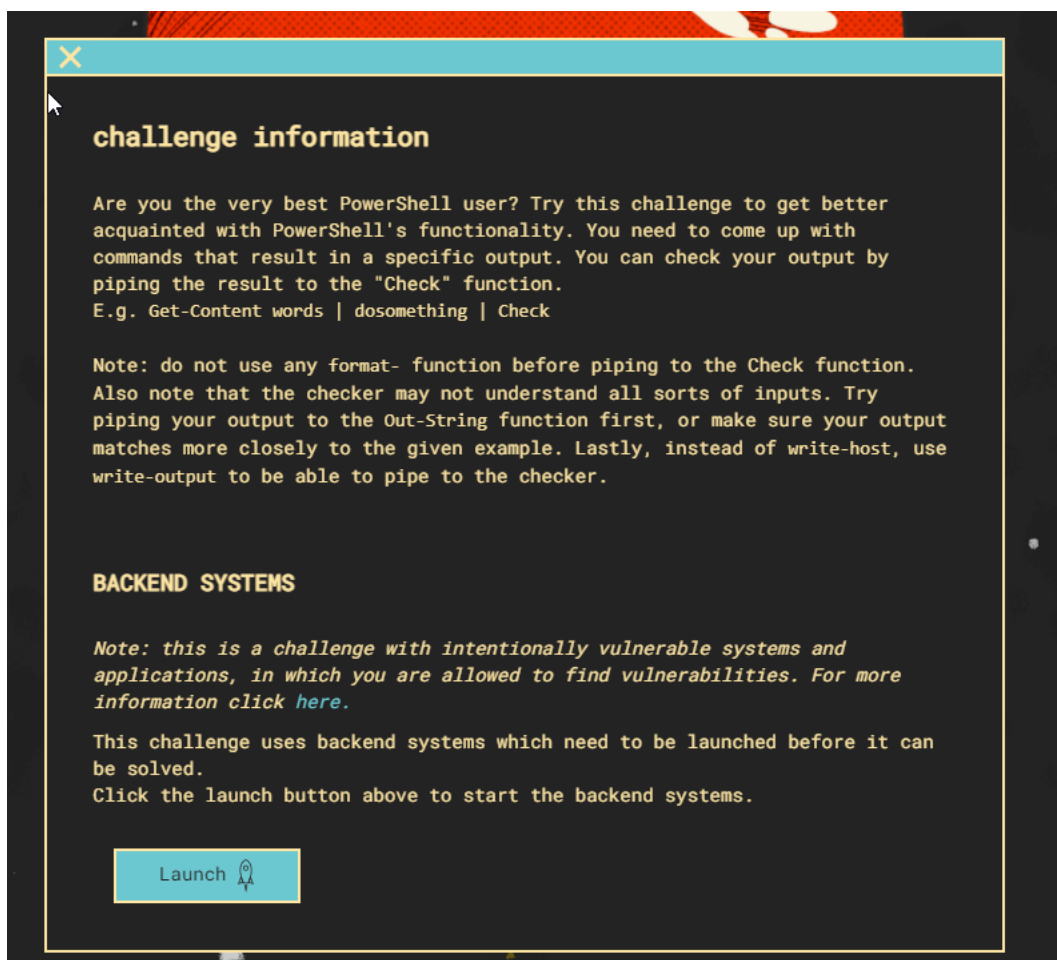 challenge information
Are you the very best PowerShell user? Try this challenge to get better
acquainted with PowerShell's functionality. You need to come up with
commands that result in a specific output. You can check your output by
piping the result to the "Check" function.
E.g. Get-Content words | dosomething | Check
Note: do not use any format- function before piping to the Check function.
Also note that the checker may not understand all sorts of inputs. Try
piping your output to the Out-String function first, or make sure your output
matches more closely to the given example. Lastly, instead of write-host, use
write-output to be able to pipe to the checker.
BACKEND SYSTEMS
Note: this is a challenge with intentionally vulnerable systems and
applications, in which you are allowed to find vulnerabilities. For more
information click here.
This challenge uses backend systems which need to be launched before it can
be solved.
Click the launch button above to start the backend systems.
Launch